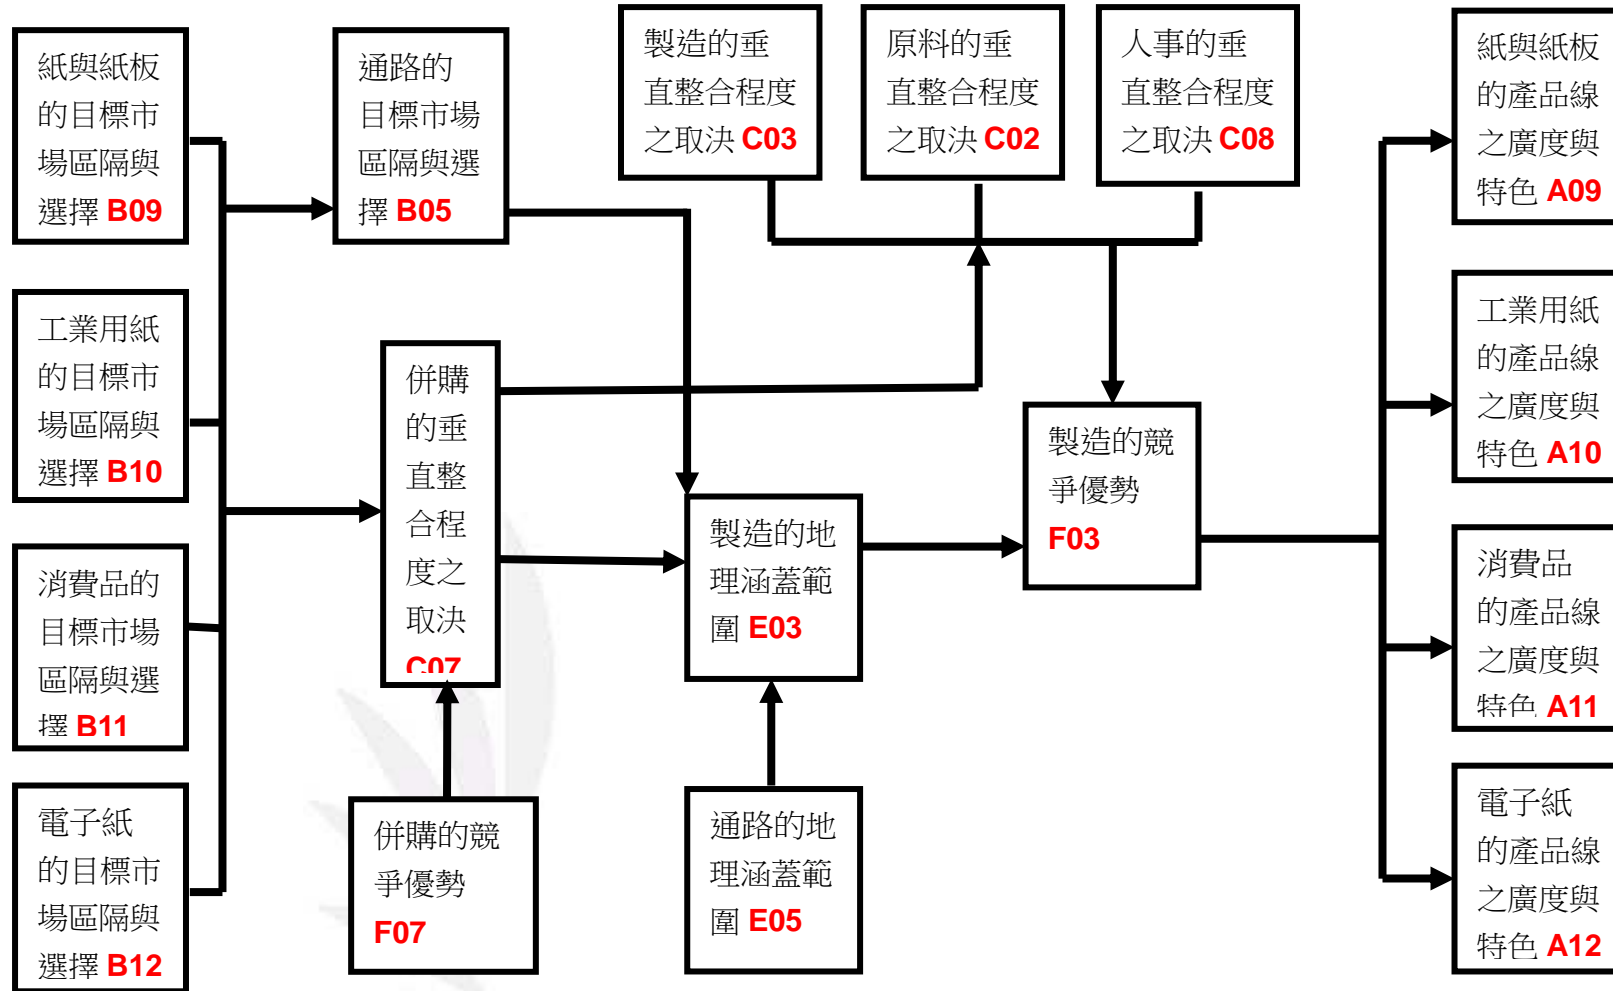 紙與紙板
的目標市
場區隔與
選擇 B09
通路的
目標市場
區隔與選
擇 B05
製造的垂
直整合程度
之取決 C03
原料的垂
直整合程度
之取決 C02
人事的垂
直整合程度
之取決 C08
紙與紙板
的產品線
之廣度與
特色 A09
工業用紙
的目標市
場區隔與
選擇 B10
併購
的垂
直整
合程
度之
取決
C07
製造的競
爭優勢
F03
工業用紙
的產品線
之廣度與
特色 A10
消費品的
目標市場
區隔與選
擇 B11
製造的地
理涵蓋範
圍 E03
消費品
的產品線
之廣度與
特色 A11
電子紙
的目標市
場區隔與
選擇 B12
併購的競
爭優勢
F07
通路的地
理涵蓋範
圍 E05
電子紙
的產品線
之廣度與
特色 A12